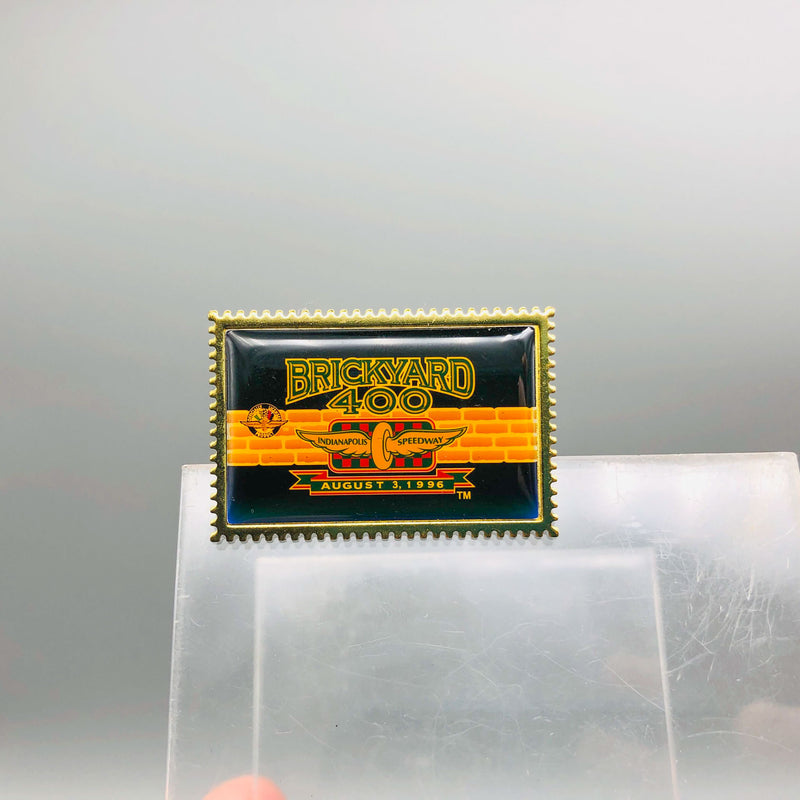 BRICKYARD
400
INDIANAPOLIS SPEEDWAY
AUGUST 3, 1996
TM